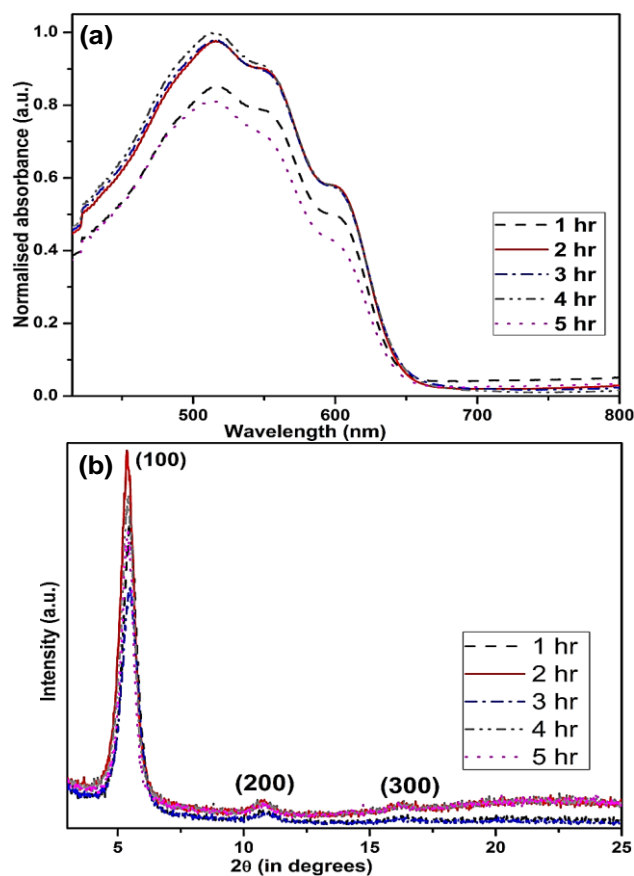 (a)
Normalised absorbance (a.u.)
1.0
0.8
0.6
0.4
0.2
0.0
1 hr
2 hr
3 hr
4 hr
5 hr
500
600
700
800
Wavelength (nm)
(b)
(100)
Intensity (a.u.)
1 hr
2 hr
3 hr
4 hr
5 hr
(200)
(300)
5
10
15
20
25
2θ (in degrees)